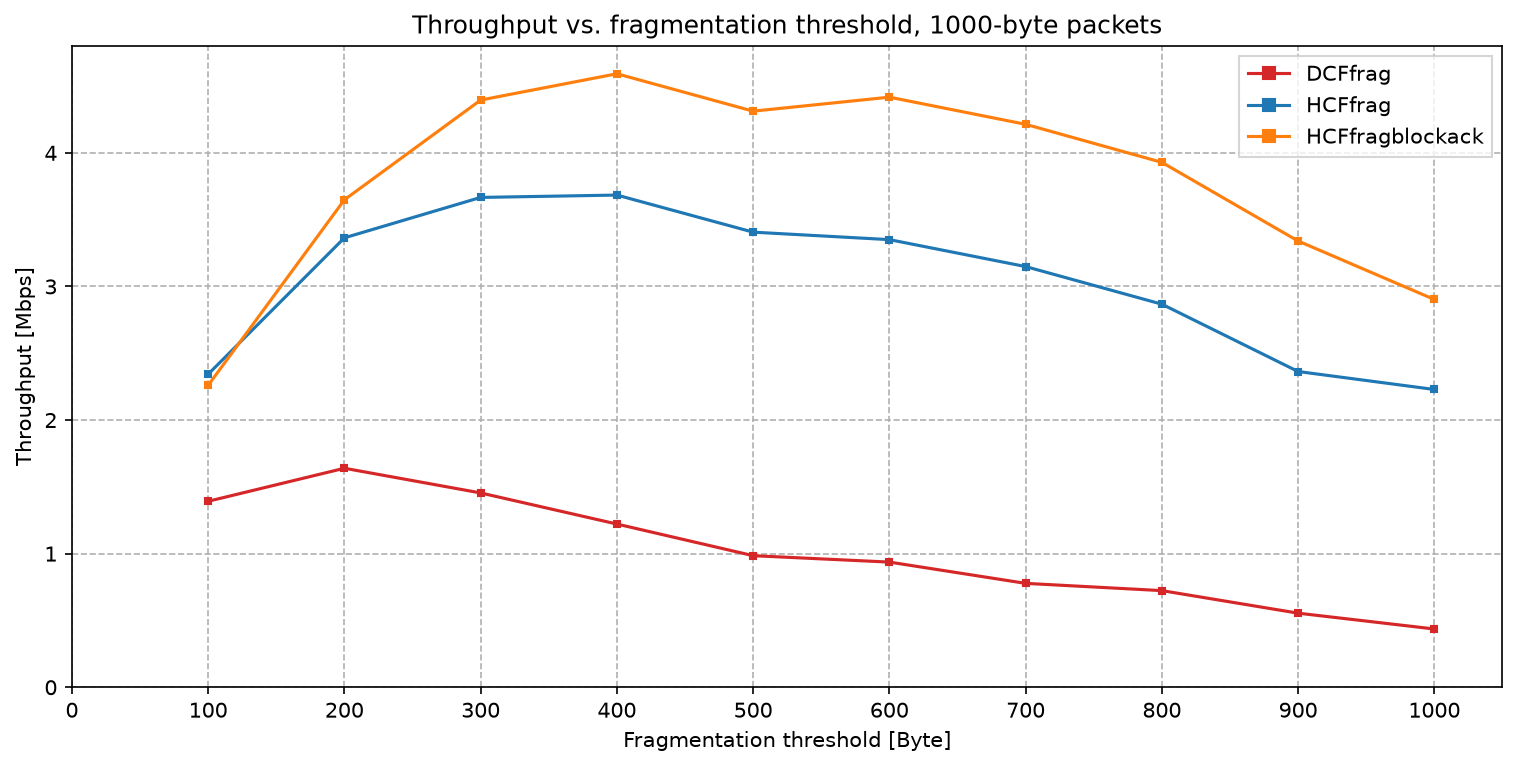 Throughput vs. fragmentation threshold, 1000-byte packets
DCFfrag
HCFfrag
HCFfragblockack
Throughput [Mbps]
4
3
2
1
0
0 100 200 300 400 500 600 700 800 900 1000
Fragmentation threshold [Byte]